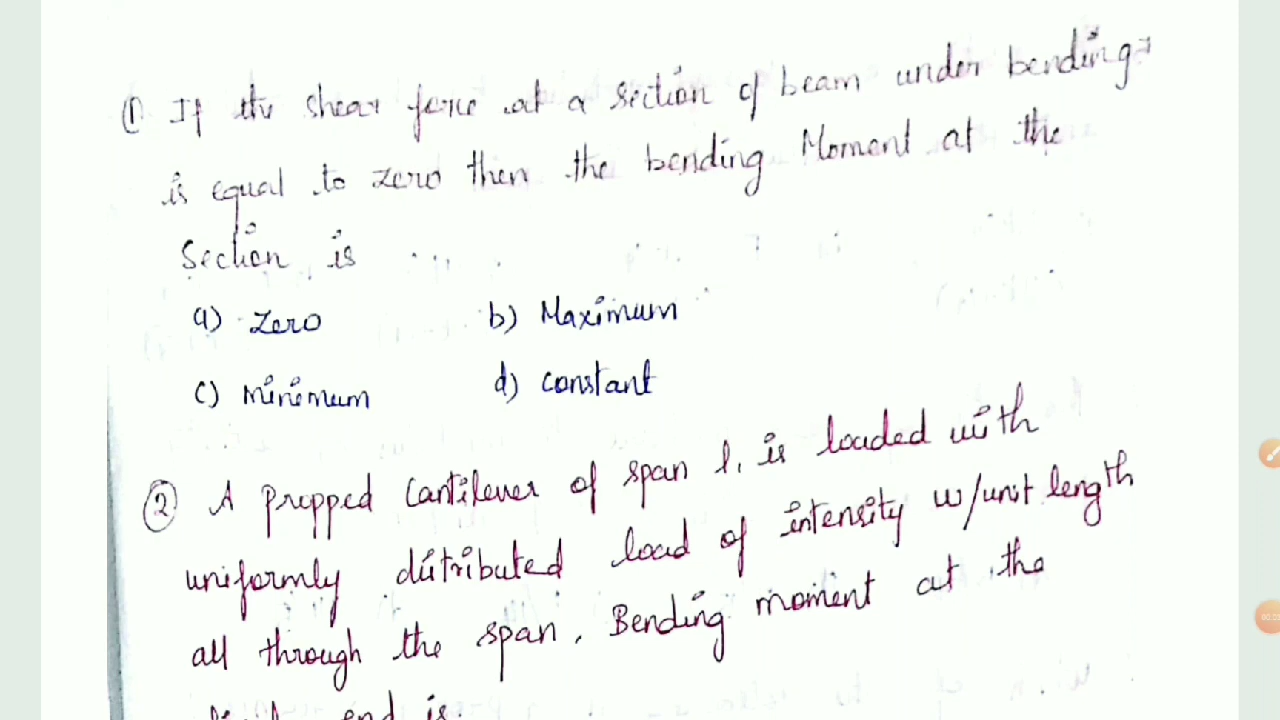 ① If the shear force at a section of beam under bending
is equal to zero then the bending Moment at the
Section is
a) Zero b) Maximum
c) Minimum d) constant
② A propped cantilever of span l, is loaded with
uniformly distributed load of intensity w/unit length
all through the span. Bending moment at the
end is